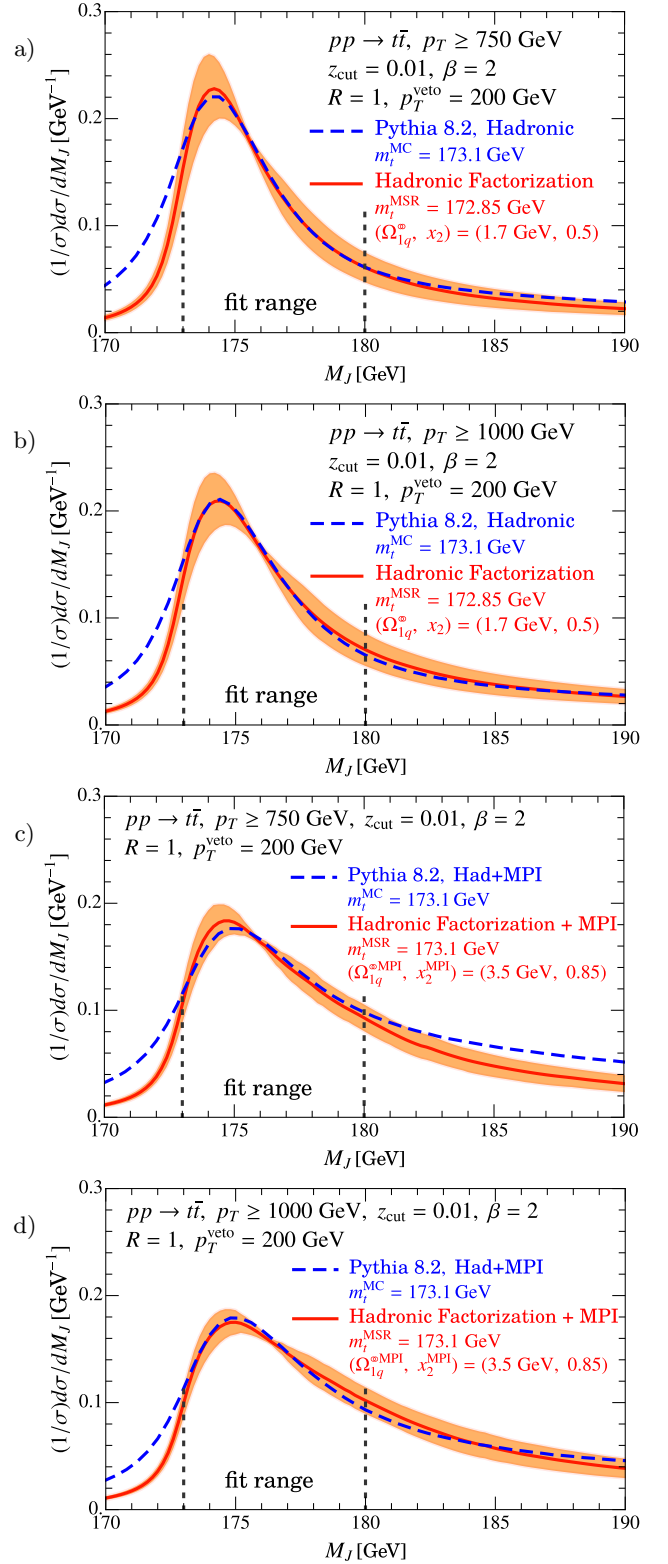 a)
0.3
0.2
0.1
0.
(1/σ)dσ/dM_J [GeV⁻¹]
pp → tt̄, p_T ≥ 750 GeV
z_cut = 0.01, β = 2
R = 1, p_T^veto = 200 GeV
Pythia 8.2, Hadronic
m_t^MC = 173.1 GeV
Hadronic Factorization
m_t^MSR = 172.85 GeV
(Ω_1q^∞, x_2) = (1.7 GeV, 0.5)
fit range
170 175 180 185 190
M_J [GeV]
b)
0.3
0.2
0.1
0.
(1/σ)dσ/dM_J [GeV⁻¹]
pp → tt̄, p_T ≥ 1000 GeV
z_cut = 0.01, β = 2
R = 1, p_T^veto = 200 GeV
Pythia 8.2, Hadronic
m_t^MC = 173.1 GeV
Hadronic Factorization
m_t^MSR = 172.85 GeV
(Ω_1q^∞, x_2) = (1.7 GeV, 0.5)
fit range
170 175 180 185 190
M_J [GeV]
c)
0.3
0.2
0.1
0.
(1/σ)dσ/dM_J [GeV⁻¹]
pp → tt̄, p_T ≥ 750 GeV, z_cut = 0.01, β = 2
R = 1, p_T^veto = 200 GeV
Pythia 8.2, Had+MPI
m_t^MC = 173.1 GeV
Hadronic Factorization + MPI
m_t^MSR = 173.1 GeV
(Ω_1q^∞MPI, x_2^MPI) = (3.5 GeV, 0.85)
fit range
170 175 180 185 190
M_J [GeV]
d)
0.3
0.2
0.1
0.
(1/σ)dσ/dM_J [GeV⁻¹]
pp → tt̄, p_T ≥ 1000 GeV, z_cut = 0.01, β = 2
R = 1, p_T^veto = 200 GeV
Pythia 8.2, Had+MPI
m_t^MC = 173.1 GeV
Hadronic Factorization + MPI
m_t^MSR = 173.1 GeV
(Ω_1q^∞MPI, x_2^MPI) = (3.5 GeV, 0.85)
fit range
170 175 180 185 190
M_J [GeV]